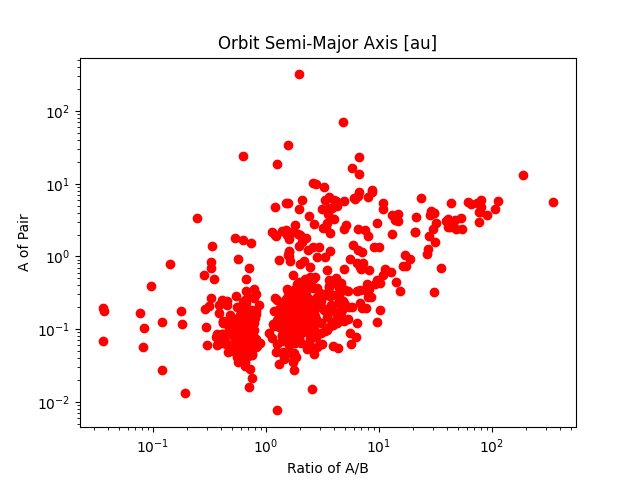 Orbit Semi-Major Axis [au]
A of Pair
10²
10¹
10⁰
10⁻¹
10⁻²
10⁻¹ 10⁰ 10¹ 10²
Ratio of A/B